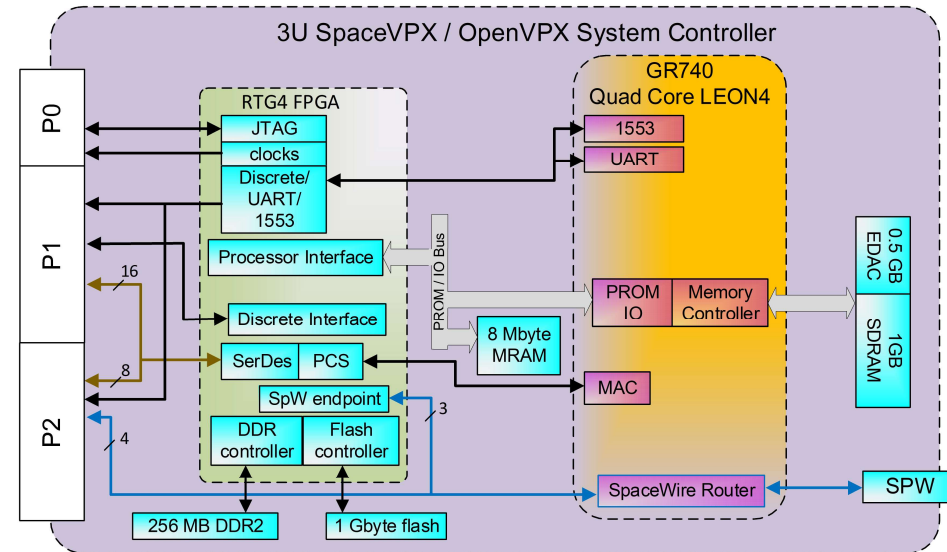 3U SpaceVPX / OpenVPX System Controller
P0
P1
P2
RTG4 FPGA
JTAG
clocks
Discrete/
UART/
1553
Processor Interface
Discrete Interface
SerDes
PCS
SpW endpoint
DDR
controller
Flash
controller
256 MB DDR2
1 Gbyte flash
16
8
4
3
PROM / IO Bus
8 Mbyte
MRAM
GR740
Quad Core LEON4
1553
UART
PROM
IO
Memory
Controller
MAC
SpaceWire Router
0.5 GB
EDAC
1GB
SDRAM
SPW